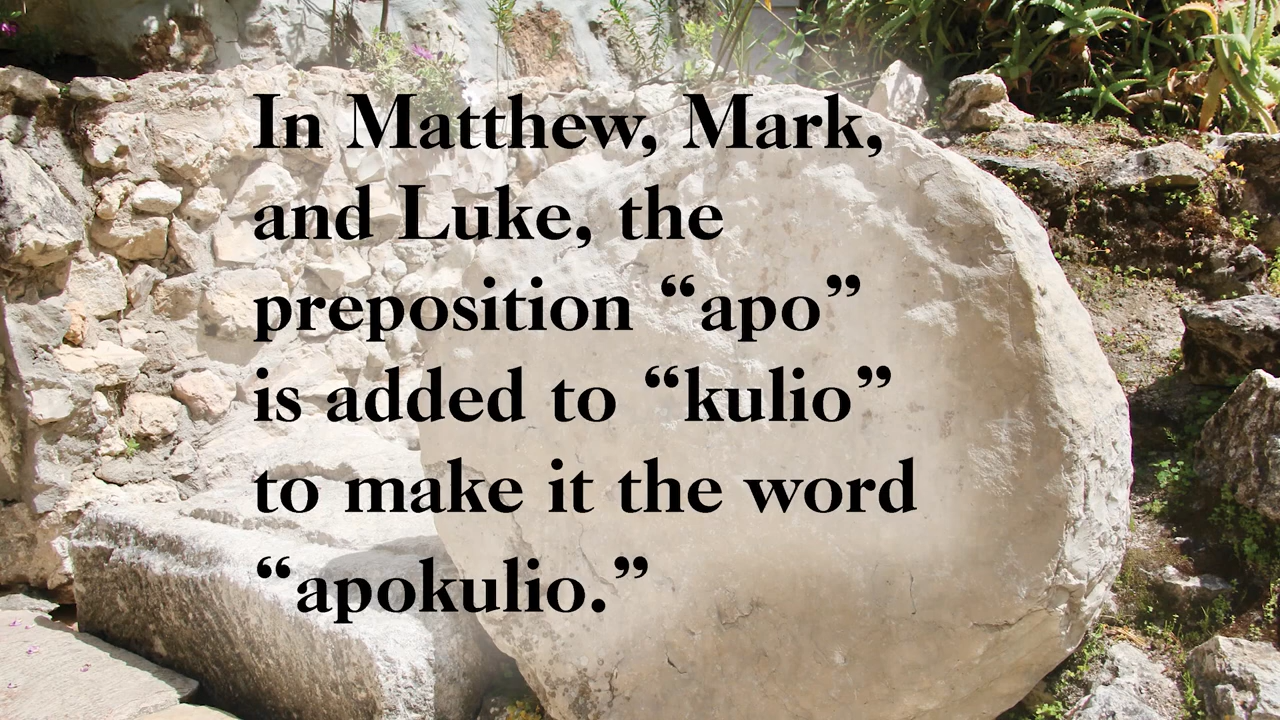 In Matthew, Mark,
and Luke, the
preposition “apo”
is added to “kulio”
to make it the word
“apokulio.”